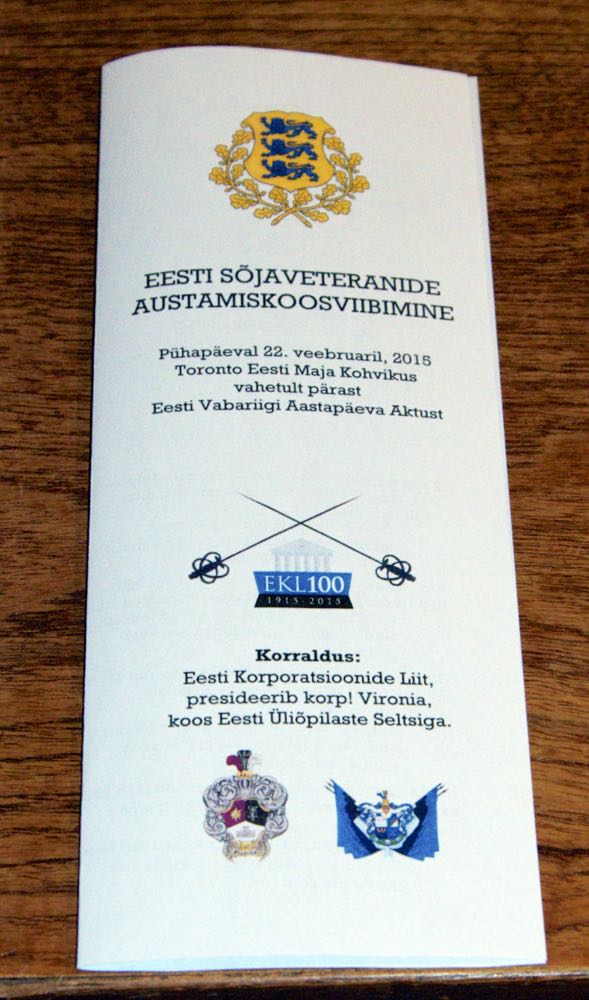 EESTI SÕJAVETERANIDE
AUSTAMISKOOSVIIBIMINE
Pühapäeval 22. veebruaril, 2015
Toronto Eesti Maja Kohvikus
vahetult pärast
Eesti Vabariigi Aastapäeva Aktust
EKL100
1915-2015
Korraldus:
Eesti Korporatsioonide Liit,
presideerib korp! Vironia,
koos Eesti Üliõpilaste Seltsiga.